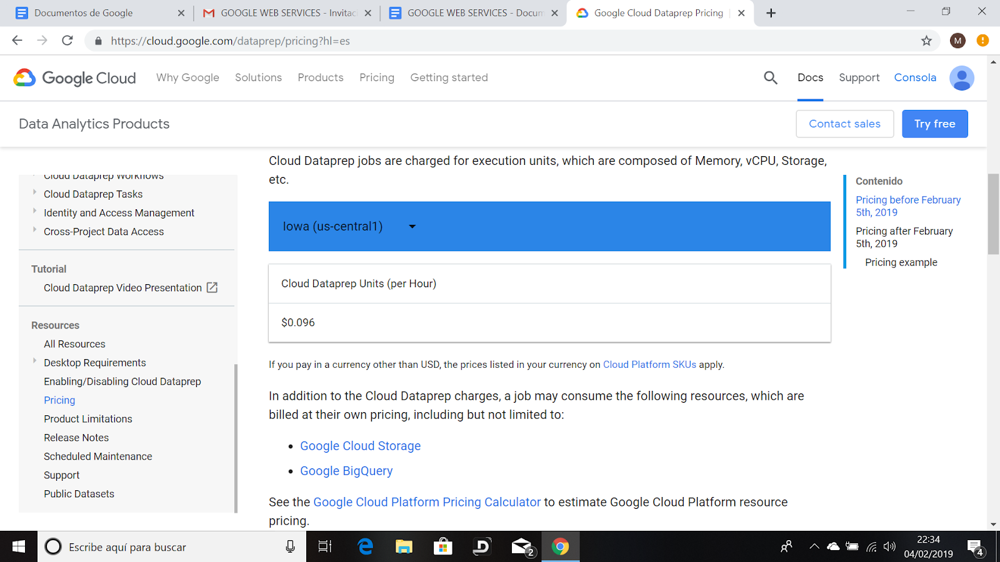 Documentos de Google
GOOGLE WEB SERVICES - Invitac
GOOGLE WEB SERVICES - Docum
Google Cloud Dataprep Pricing
https://cloud.google.com/dataprep/pricing?hl=es
M
Google Cloud
Why Google
Solutions
Products
Pricing
Getting started
Docs
Support
Consola
Data Analytics Products
Contact sales
Try free
Cloud Dataprep Workflows
Cloud Dataprep Tasks
Identity and Access Management
Cross-Project Data Access
Tutorial
Cloud Dataprep Video Presentation
Resources
All Resources
Desktop Requirements
Enabling/Disabling Cloud Dataprep
Pricing
Product Limitations
Release Notes
Scheduled Maintenance
Support
Public Datasets
Cloud Dataprep jobs are charged for execution units, which are composed of Memory, vCPU, Storage,
etc.
Iowa (us-central1)
Cloud Dataprep Units (per Hour)
$0.096
If you pay in a currency other than USD, the prices listed in your currency on Cloud Platform SKUs apply.
In addition to the Cloud Dataprep charges, a job may consume the following resources, which are
billed at their own pricing, including but not limited to:
• Google Cloud Storage
• Google BigQuery
See the Google Cloud Platform Pricing Calculator to estimate Google Cloud Platform resource
pricing.
Contenido
Pricing before February
5th, 2019
Pricing after February
5th, 2019
Pricing example
Escribe aquí para buscar
2
22:34
04/02/2019
4